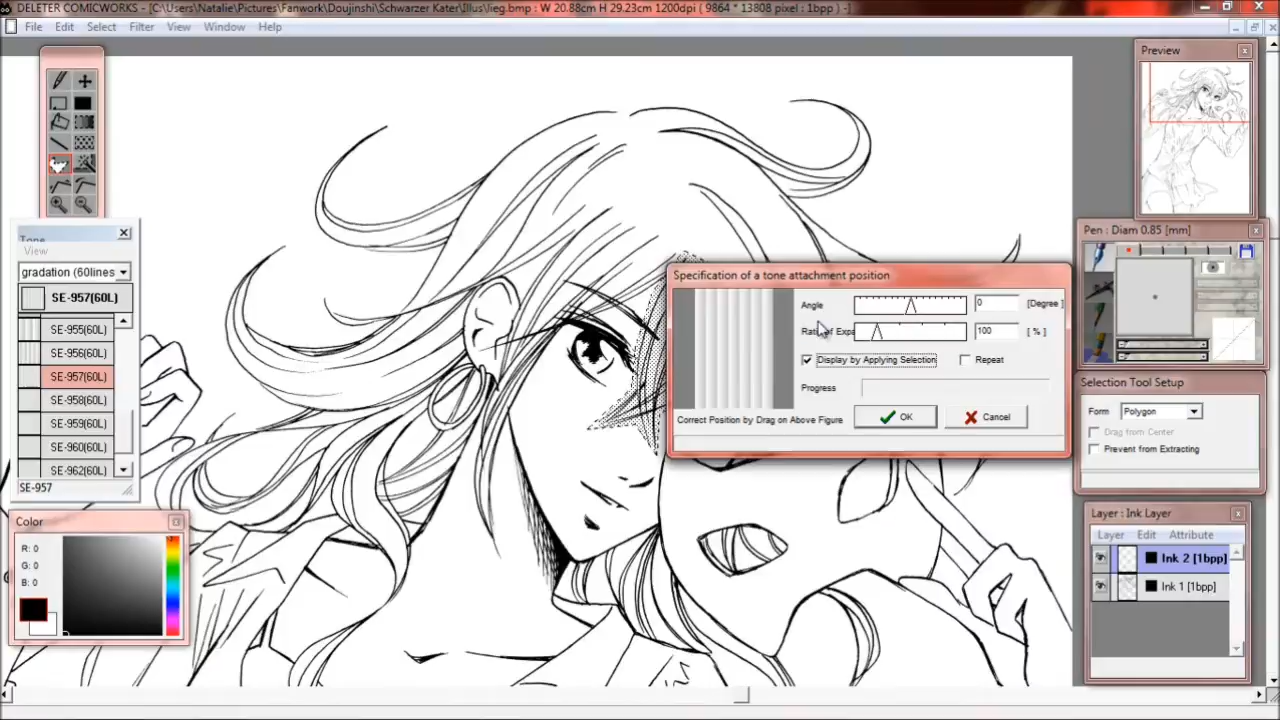 DELETER COMICWORKS - [C:\Users\Natalie\Pictures\Fanwork\Doujinshi\Schwarzer Kater\Illus\lieg.bmp : W 20.88cm H 29.23cm 1200dpi ( 9864 * 13808 pixel : 1bpp ) -]
File Edit Select Filter View Window Help
Preview
Tone
View
gradation (60lines
SE-957(60L)
SE-955(60L)
SE-956(60L)
SE-957(60L)
SE-958(60L)
SE-959(60L)
SE-960(60L)
SE-962(60L)
SE-957
Color
R: 0
G: 0
B: 0
Specification of a tone attachment position
Angle 0 [Degree ]
Ratio of Expa 100 [ % ]
Display by Applying Selection Repeat
Progress
Correct Position by Drag on Above Figure OK Cancel
Pen : Diam 0.85 [mm]
Selection Tool Setup
Form Polygon
Drag from Center
Prevent from Extracting
Layer : Ink Layer
Layer Edit Attribute
Ink 2 [1bpp]
Ink 1 [1bpp]